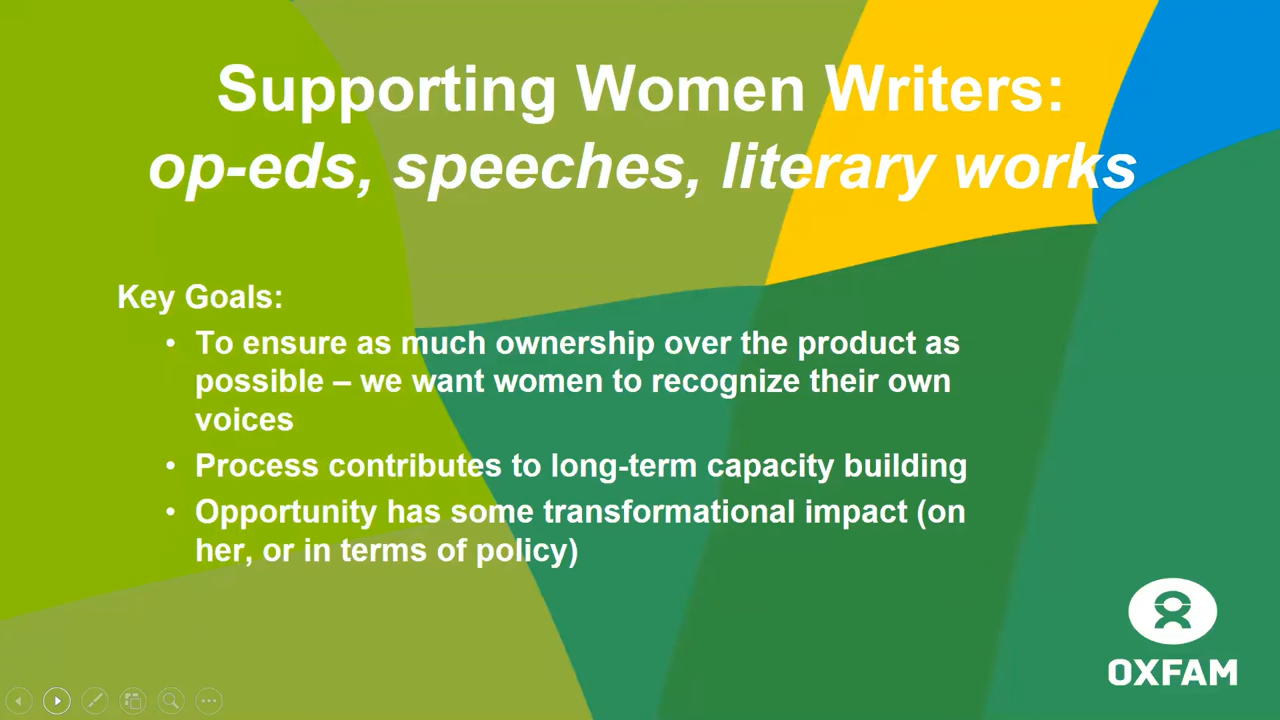 Supporting Women Writers:
op-eds, speeches, literary works
Key Goals:
• To ensure as much ownership over the product as
possible – we want women to recognize their own
voices
• Process contributes to long-term capacity building
• Opportunity has some transformational impact (on
her, or in terms of policy)
OXFAM